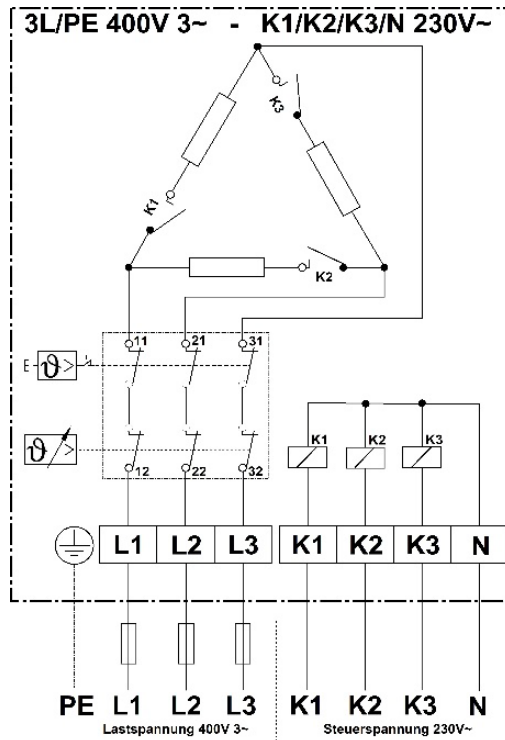 3L/PE 400V 3~ - K1/K2/K3/N 230V~
K3
K1
K2
11 21 31
E ϑ >
ϑ >
12 22 32
K1 K2 K3
L1 L2 L3 K1 K2 K3 N
PE L1 L2 L3 K1 K2 K3 N
Lastspannung 400V 3~ Steuerspannung 230V~